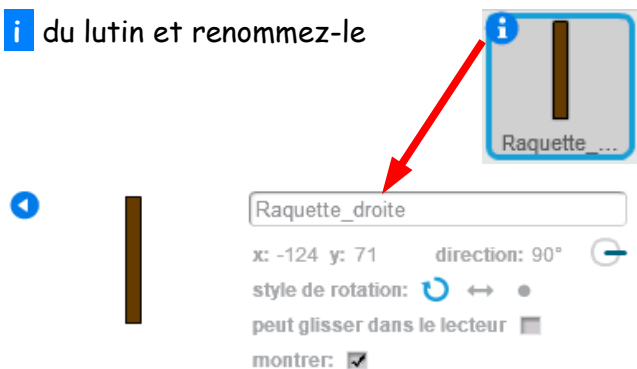 i du lutin et renommez-le
i
Raquette_...
Raquette_droite
x: -124 y: 71 direction: 90°
style de rotation:
peut glisser dans le lecteur
montrer: